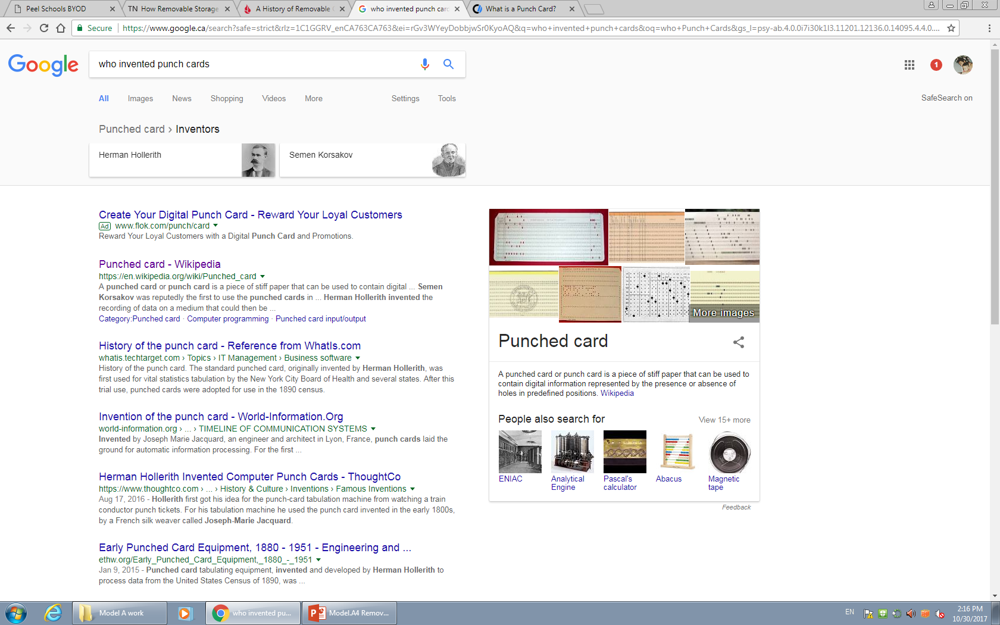 Peel Schools BYOD
TN How Removable Storage
A History of Removable
who invented punch card
What is a Punch Card?
Secure
https://www.google.ca/search?safe=strict&rlz=1C1GGRV_enCA763CA763&ei=rGv3WYeyDobbjwSr0KyoAQ&q=who+invented+punch+cards&oq=who+Punch+Cards&gs_l=psy-ab.4.0.0i7i30k1l3.11201.12136.0.14095.4.4.0....
Google
who invented punch cards
1
All Images News Shopping Videos More Settings Tools
SafeSearch on
Punched card › Inventors
Herman Hollerith
Semen Korsakov
Create Your Digital Punch Card - Reward Your Loyal Customers
Ad www.flok.com/punch/card
Reward Your Loyal Customers with a Digital Punch Card and Promotions.
Punched card - Wikipedia
https://en.wikipedia.org/wiki/Punched_card
A punched card or punch card is a piece of stiff paper that can be used to contain digital ... Semen
Korsakov was reputedly the first to use the punched cards in ... Herman Hollerith invented the
recording of data on a medium that could then be ...
Category:Punched card · Computer programming · Punched card input/output
History of the punch card - Reference from WhatIs.com
whatis.techtarget.com › Topics › IT Management › Business software
History of the punch card. The standard punched card, originally invented by Herman Hollerith, was
first used for vital statistics tabulation by the New York City Board of Health and several states. After this
trial use, punched cards were adopted for use in the 1890 census.
Invention of the punch card - World-Information.Org
world-information.org › ... › TIMELINE OF COMMUNICATION SYSTEMS
Invented by Joseph Marie Jacquard, an engineer and architect in Lyon, France, punch cards laid the
ground for automatic information processing. For the first ...
Herman Hollerith Invented Computer Punch Cards - ThoughtCo
https://www.thoughtco.com › ... › History & Culture › Inventions › Famous Inventions
Aug 17, 2016 - Hollerith first got his idea for the punch-card tabulation machine from watching a train
conductor punch tickets. For his tabulation machine he used the punch card invented in the early 1800s,
by a French silk weaver called Joseph-Marie Jacquard.
Early Punched Card Equipment, 1880 - 1951 - Engineering and ...
ethw.org/Early_Punched_Card_Equipment,_1880_-_1951
Jan 9, 2015 - Punched card tabulating equipment, invented and developed by Herman Hollerith to
process data from the United States Census of 1890, was ...
More images
Punched card
A punched card or punch card is a piece of stiff paper that can be used to
contain digital information represented by the presence or absence of
holes in predefined positions. Wikipedia
People also search for
View 15+ more
ENIAC
Analytical
Engine
Pascal's
calculator
Abacus
Magnetic
tape
Feedback
Model A work
who invented pu...
Model.A4 Remov...
EN
2:16 PM
10/30/2017